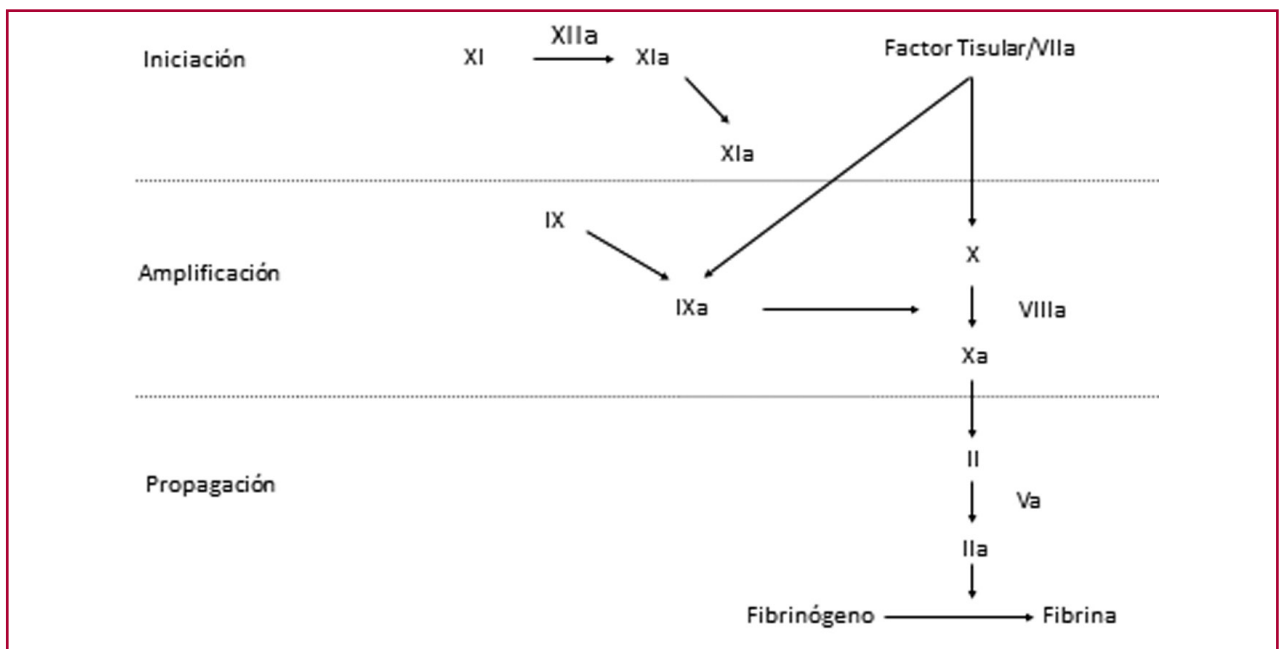 Iniciación
XI
XIIa
XIa
Factor Tisular/VIIa
XIa
IX
X
Amplificación
IXa
VIIIa
Xa
II
Propagación
Va
IIa
Fibrinógeno
Fibrina